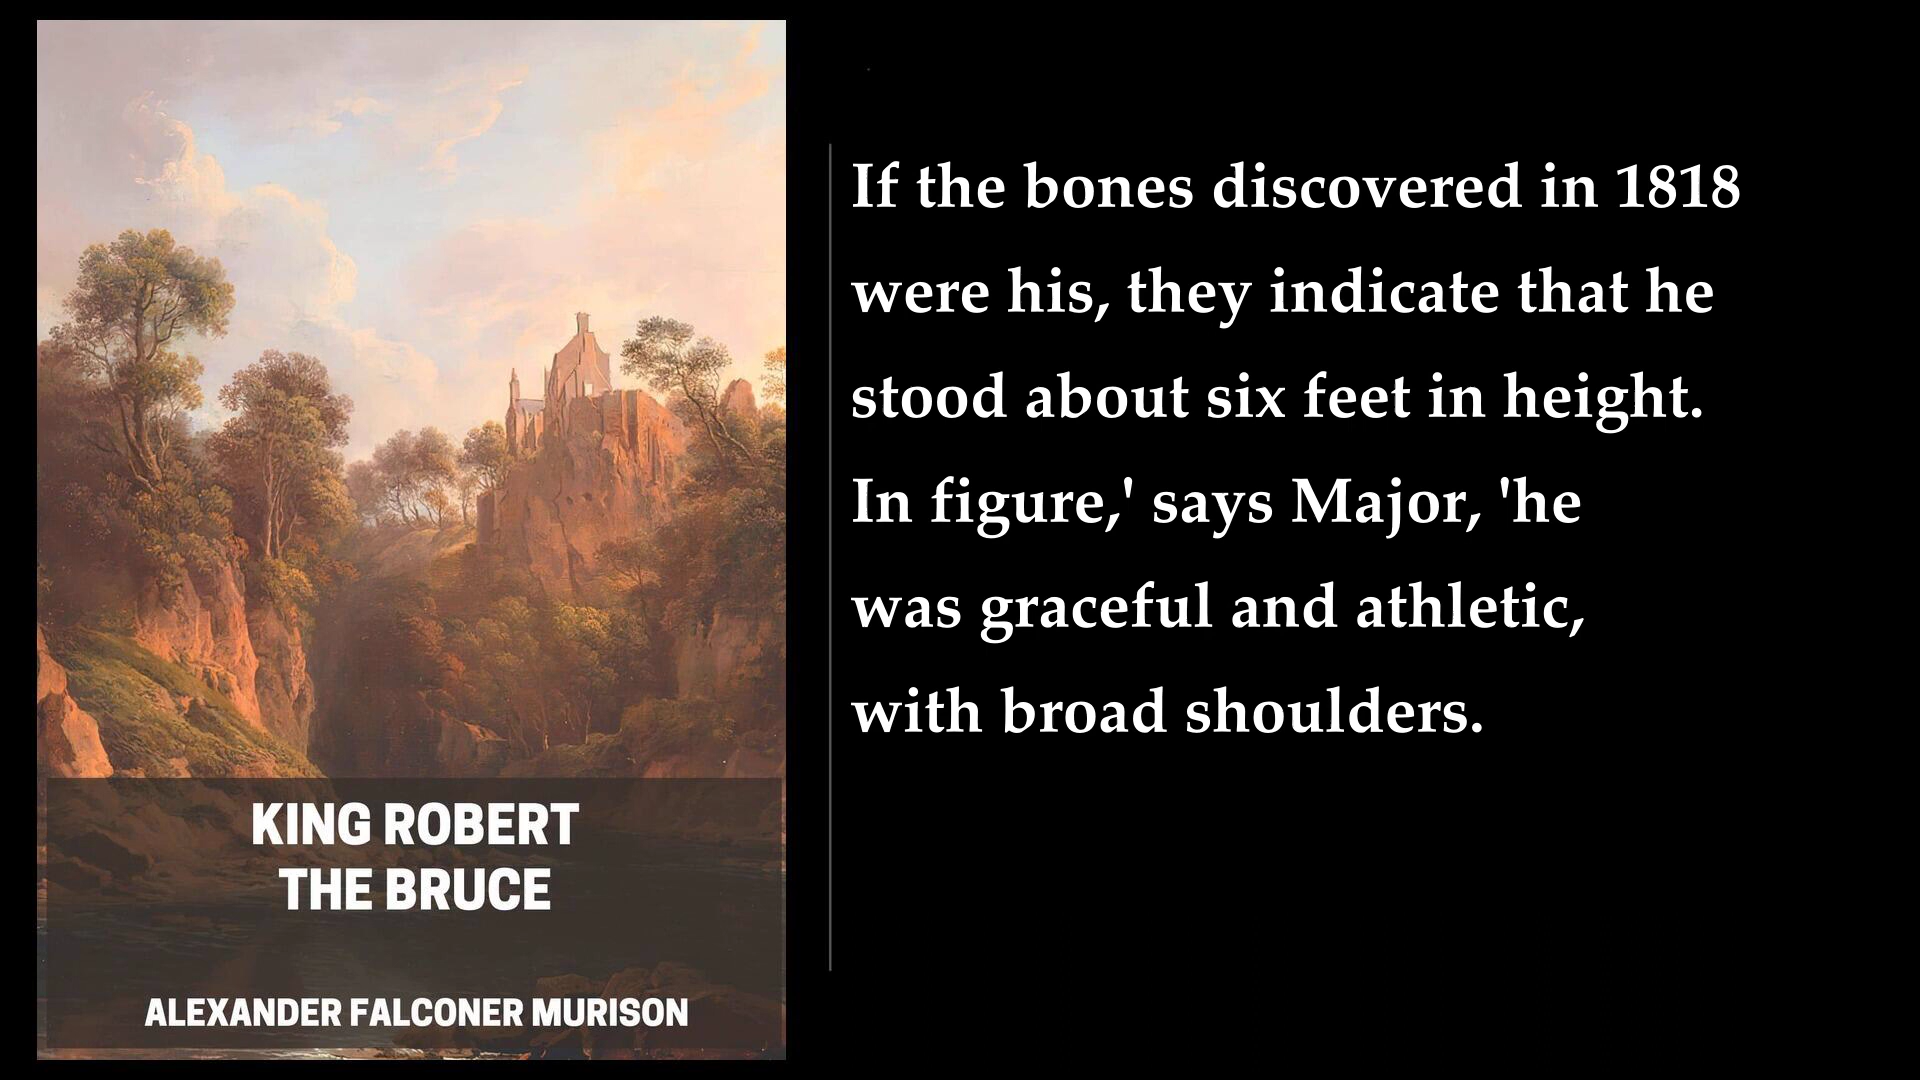 KING ROBERT
THE BRUCE
ALEXANDER FALCONER MURISON
If the bones discovered in 1818
were his, they indicate that he
stood about six feet in height.
In figure,' says Major, 'he
was graceful and athletic,
with broad shoulders.